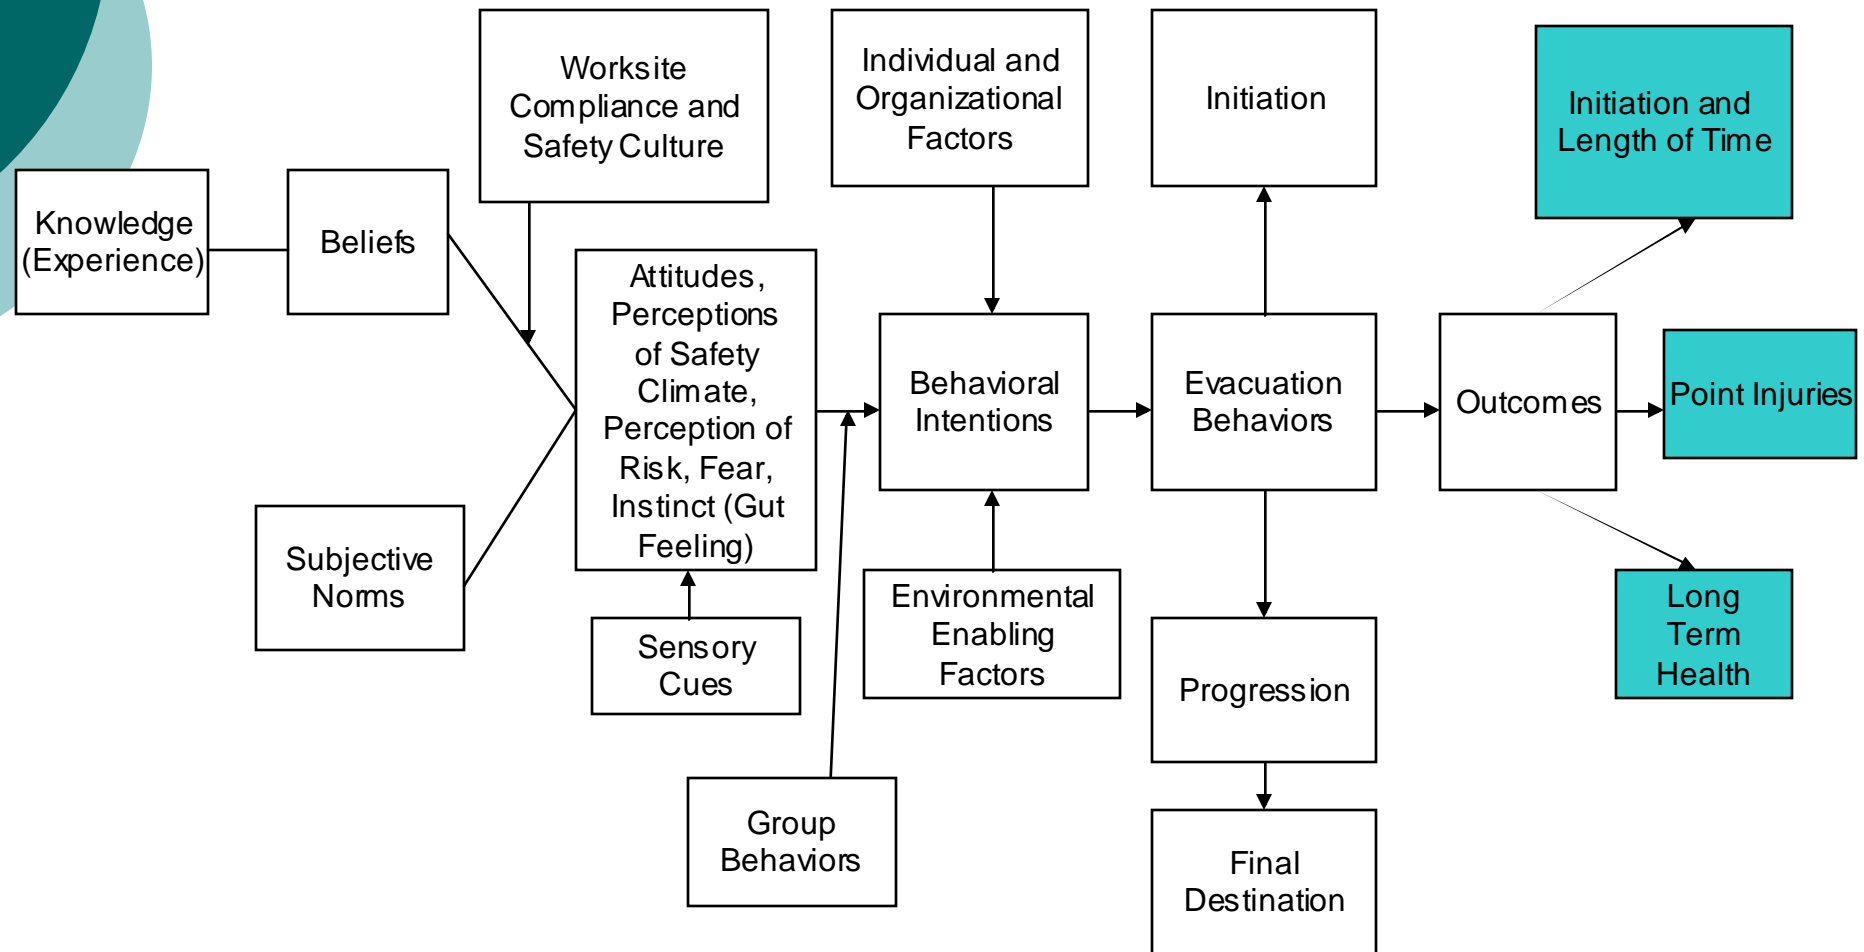 Worksite
Compliance and
Safety Culture
Individual and
Organizational
Factors
Initiation
Initiation and
Length of Time
Knowledge
(Experience)
Beliefs
Attitudes,
Perceptions
of Safety
Climate,
Perception of
Risk, Fear,
Instinct (Gut
Feeling)
Behavioral
Intentions
Evacuation
Behaviors
Outcomes
Point Injuries
Subjective
Norms
Sensory
Cues
Environmental
Enabling
Factors
Progression
Long
Term
Health
Group
Behaviors
Final
Destination